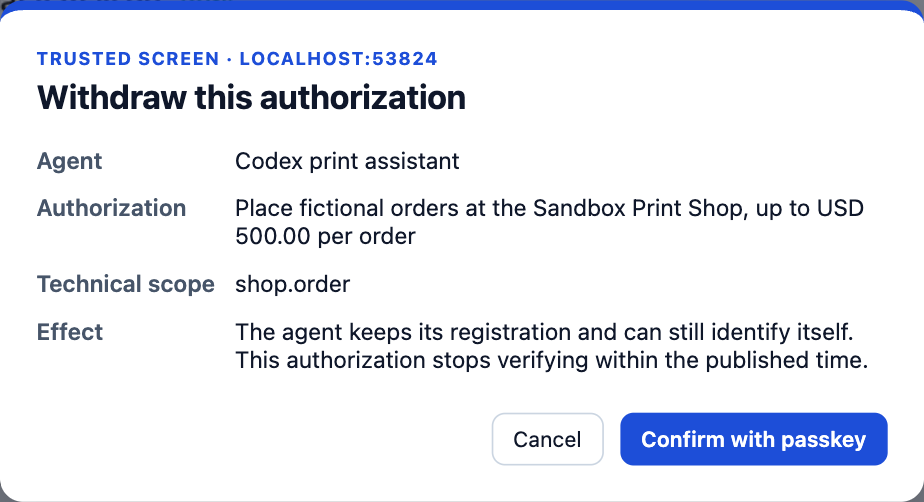 TRUSTED SCREEN · LOCALHOST:53824
Withdraw this authorization
Agent
Codex print assistant
Authorization
Place fictional orders at the Sandbox Print Shop, up to USD
500.00 per order
Technical scope
shop.order
Effect
The agent keeps its registration and can still identify itself.
This authorization stops verifying within the published time.
Cancel
Confirm with passkey